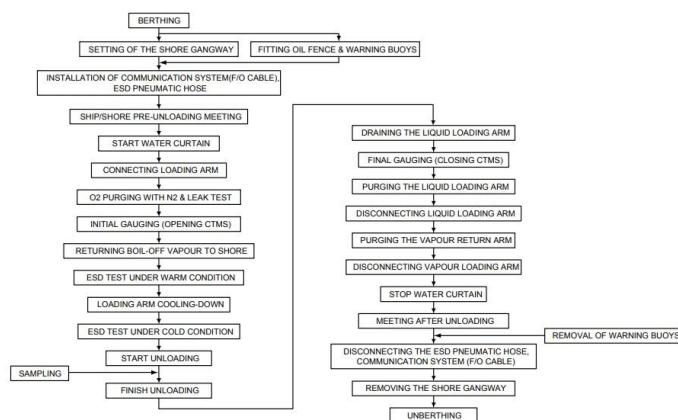 BERTHING
SETTING OF THE SHORE GANGWAY
FITTING OIL FENCE & WARNING BUOYS
INSTALLATION OF COMMUNICATION SYSTEM(F/O CABLE),
ESD PNEUMATIC HOSE
SHIP/SHORE PRE-UNLOADING MEETING
START WATER CURTAIN
CONNECTING LOADING ARM
O2 PURGING WITH N2 & LEAK TEST
INITIAL GAUGING (OPENING CTMS)
RETURNING BOIL-OFF VAPOUR TO SHORE
ESD TEST UNDER WARM CONDITION
LOADING ARM COOLING-DOWN
ESD TEST UNDER COLD CONDITION
START UNLOADING
SAMPLING
FINISH UNLOADING
DRAINING THE LIQUID LOADING ARM
FINAL GAUGING (CLOSING CTMS)
PURGING THE LIQUID LOADING ARM
DISCONNECTING LIQUID LOADING ARM
PURGING THE VAPOUR RETURN ARM
DISCONNECTING VAPOUR LOADING ARM
STOP WATER CURTAIN
MEETING AFTER UNLOADING
REMOVAL OF WARNING BUOYS
DISCONNECTING THE ESD PNEUMATIC HOSE,
COMMUNICATION SYSTEM (F/O CABLE)
REMOVING THE SHORE GANGWAY
UNBERTHING